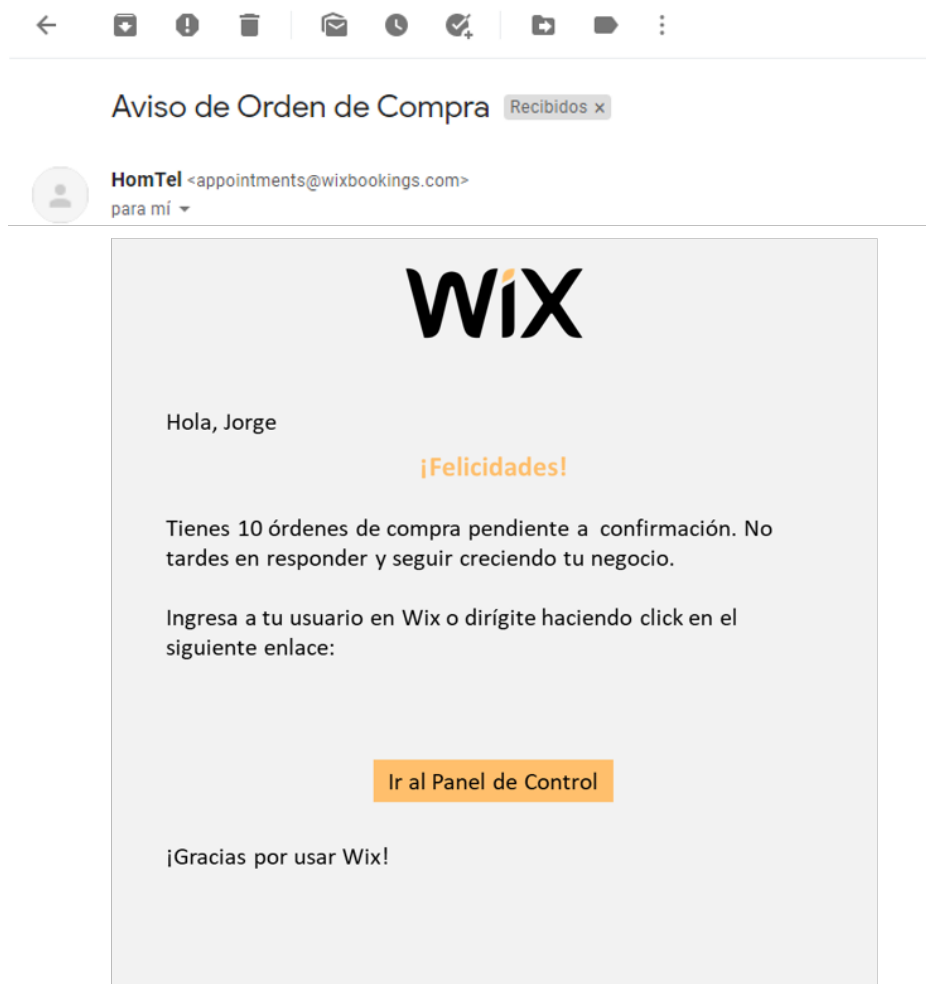 Aviso de Orden de Compra Recibidos x
HomTel <appointments@wixbookings.com>
para mí
WiX
Hola, Jorge
¡Felicidades!
Tienes 10 órdenes de compra pendiente a confirmación. No
tardes en responder y seguir creciendo tu negocio.
Ingresa a tu usuario en Wix o dirígite haciendo click en el
siguiente enlace:
Ir al Panel de Control
¡Gracias por usar Wix!